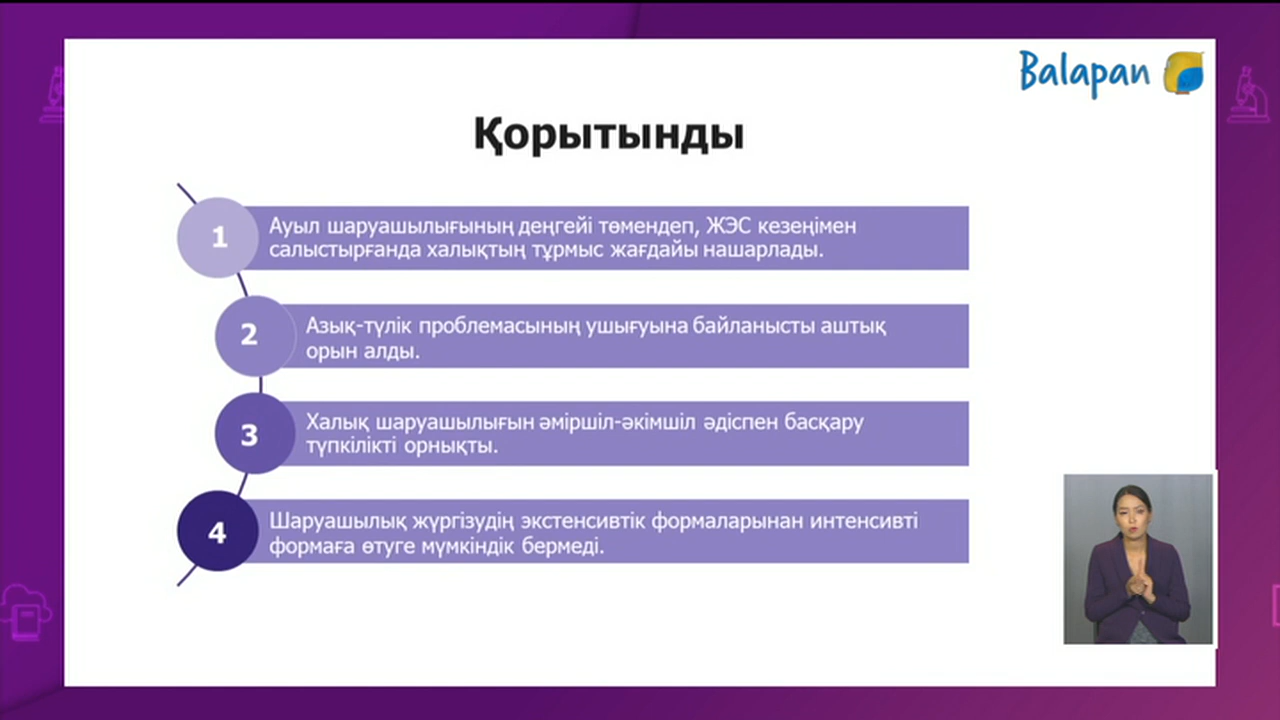 Balapan
Қорытынды
1
Ауыл шаруашылығының деңгейі төмендеп, ЖЭС кезеңімен
салыстырғанда халықтың тұрмыс жағдайы нашарлады.
2
Азық-түлік проблемасының ушығуына байланысты аштық
орын алды.
3
Халық шаруашылығын әміршіл-әкімшіл әдіспен басқару
түпкілікті орнықты.
4
Шаруашылық жүргізудің экстенсивтік формаларынан интенсивті
формаға өтуге мүмкіндік бермеді.